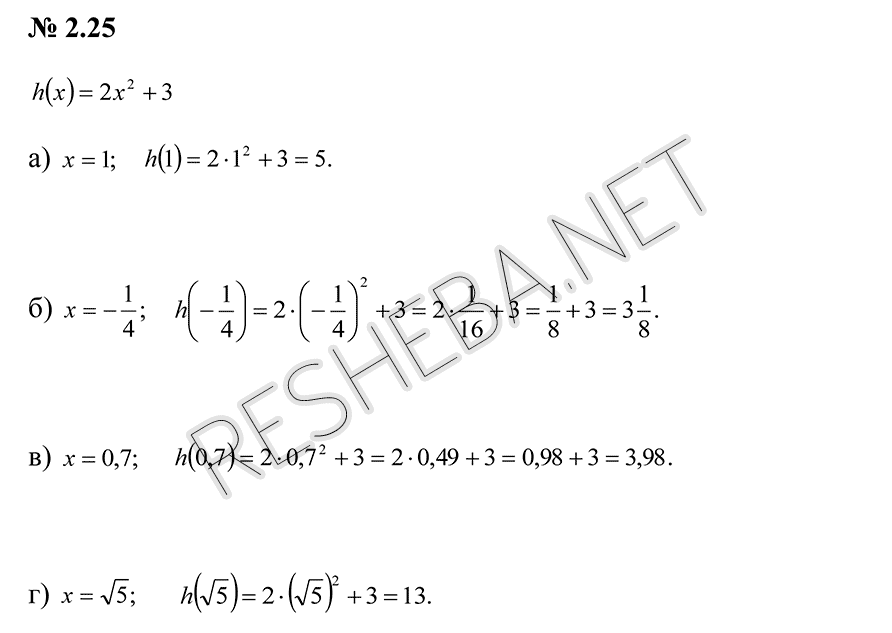 № 2.25
h(x) = 2x² + 3
а) x = 1; h(1) = 2 · 1² + 3 = 5.
б) x = −1/4; h(−1/4) = 2 · (−1/4)² + 3 = 2 · 1/16 + 3 = 1/8 + 3 = 3 1/8.
в) x = 0,7; h(0,7) = 2 · 0,7² + 3 = 2 · 0,49 + 3 = 0,98 + 3 = 3,98.
г) x = √5; h(√5) = 2 · (√5)² + 3 = 13.
RESHEBA.NET